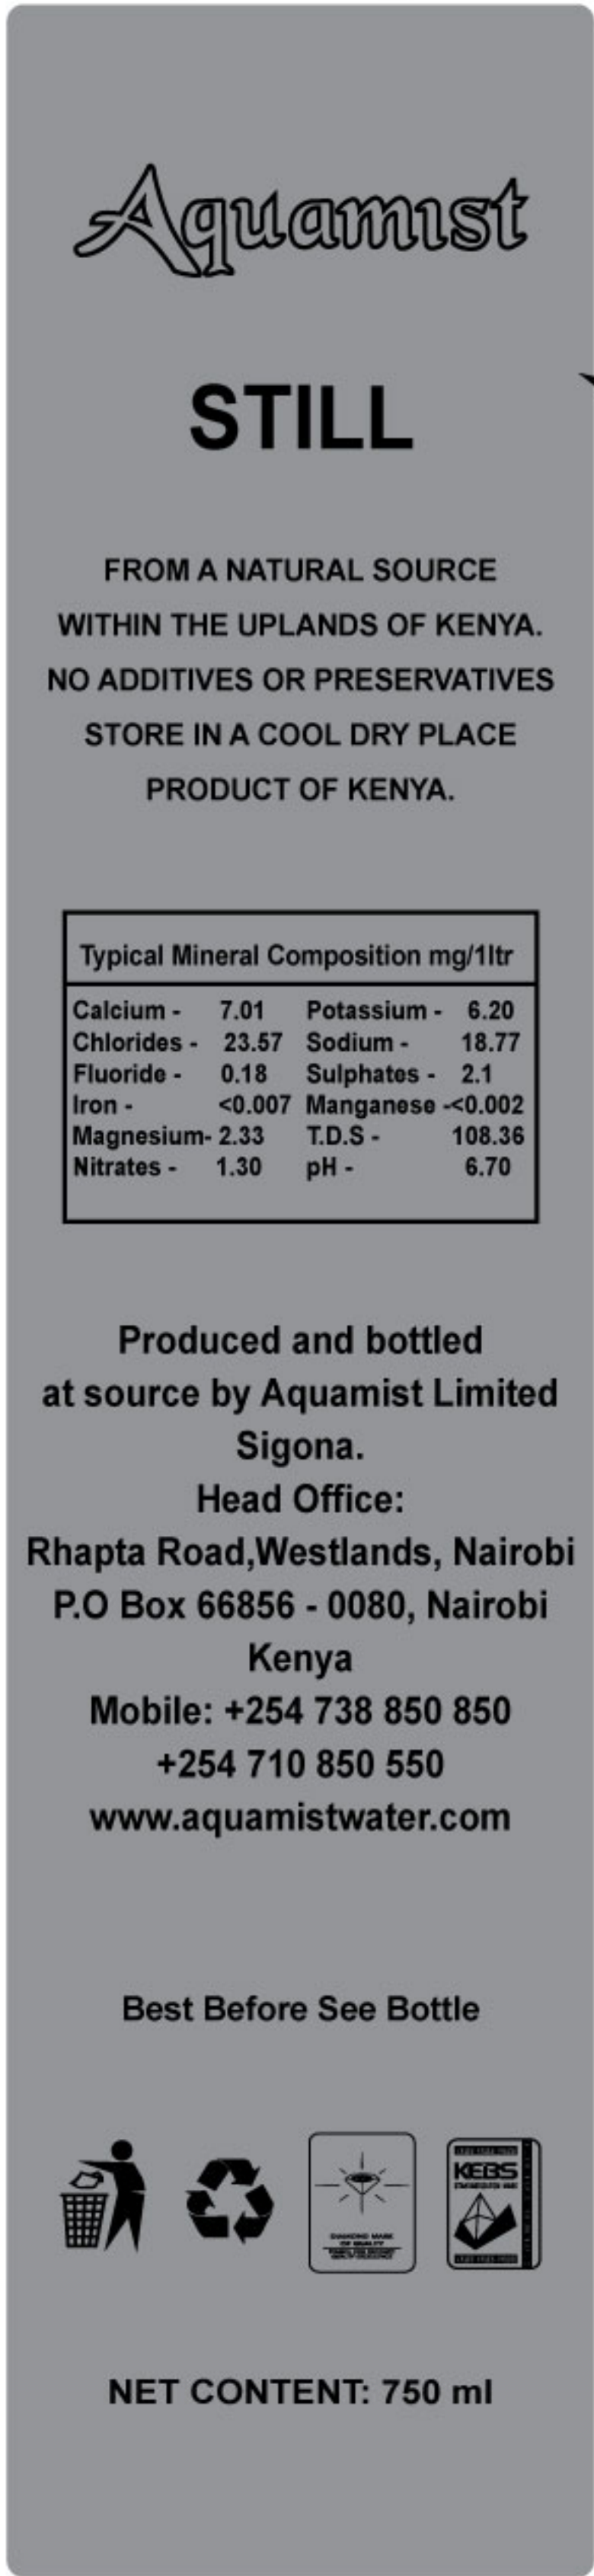 Aquamist
STILL
FROM A NATURAL SOURCE
WITHIN THE UPLANDS OF KENYA.
NO ADDITIVES OR PRESERVATIVES
STORE IN A COOL DRY PLACE
PRODUCT OF KENYA.
Typical Mineral Composition mg/1ltr
Calcium - 7.01 Potassium - 6.20
Chlorides - 23.57 Sodium - 18.77
Fluoride - 0.18 Sulphates - 2.1
Iron - <0.007 Manganese -<0.002
Magnesium- 2.33 T.D.S - 108.36
Nitrates - 1.30 pH - 6.70
Produced and bottled
at source by Aquamist Limited
Sigona.
Head Office:
Rhapta Road,Westlands, Nairobi
P.O Box 66856 - 0080, Nairobi
Kenya
Mobile: +254 738 850 850
+254 710 850 550
www.aquamistwater.com
Best Before See Bottle
DIAMOND MARK
OF QUALITY
KEBS
NET CONTENT: 750 ml